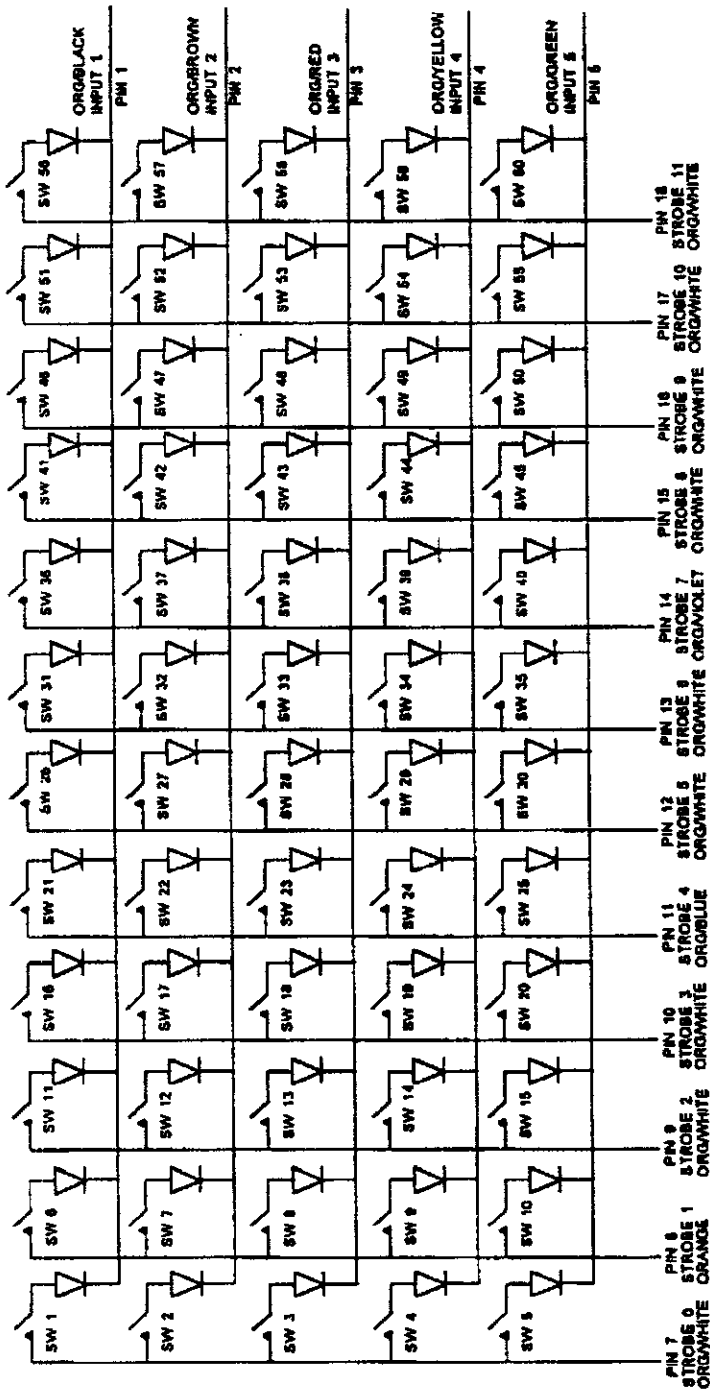 SW 1 SW 6 SW 11 SW 16 SW 21 SW 26 SW 31 SW 36 SW 41 SW 46 SW 51 SW 56
ORG/BLACK
INPUT 1
PIN 1
SW 2 SW 7 SW 12 SW 17 SW 22 SW 27 SW 32 SW 37 SW 42 SW 47 SW 52 SW 57
ORG/BROWN
INPUT 2
PIN 2
SW 3 SW 8 SW 13 SW 18 SW 23 SW 28 SW 33 SW 38 SW 43 SW 48 SW 53 SW 58
ORG/RED
INPUT 3
PIN 3
SW 4 SW 9 SW 14 SW 19 SW 24 SW 29 SW 34 SW 39 SW 44 SW 49 SW 54 SW 59
ORG/YELLOW
INPUT 4
PIN 4
SW 5 SW 10 SW 15 SW 20 SW 25 SW 30 SW 35 SW 40 SW 45 SW 50 SW 55 SW 60
ORG/GREEN
INPUT 5
PIN 5
PIN 7 PIN 8 PIN 9 PIN 10 PIN 11 PIN 12 PIN 13 PIN 14 PIN 15 PIN 16 PIN 17 PIN 18
STROBE 0 STROBE 1 STROBE 2 STROBE 3 STROBE 4 STROBE 5 STROBE 6 STROBE 7 STROBE 8 STROBE 9 STROBE 10 STROBE 11
ORG/WHITE ORANGE ORG/WHITE ORG/WHITE ORG/BLUE ORG/WHITE ORG/WHITE ORG/VIOLET ORG/WHITE ORG/WHITE ORG/WHITE ORG/WHITE